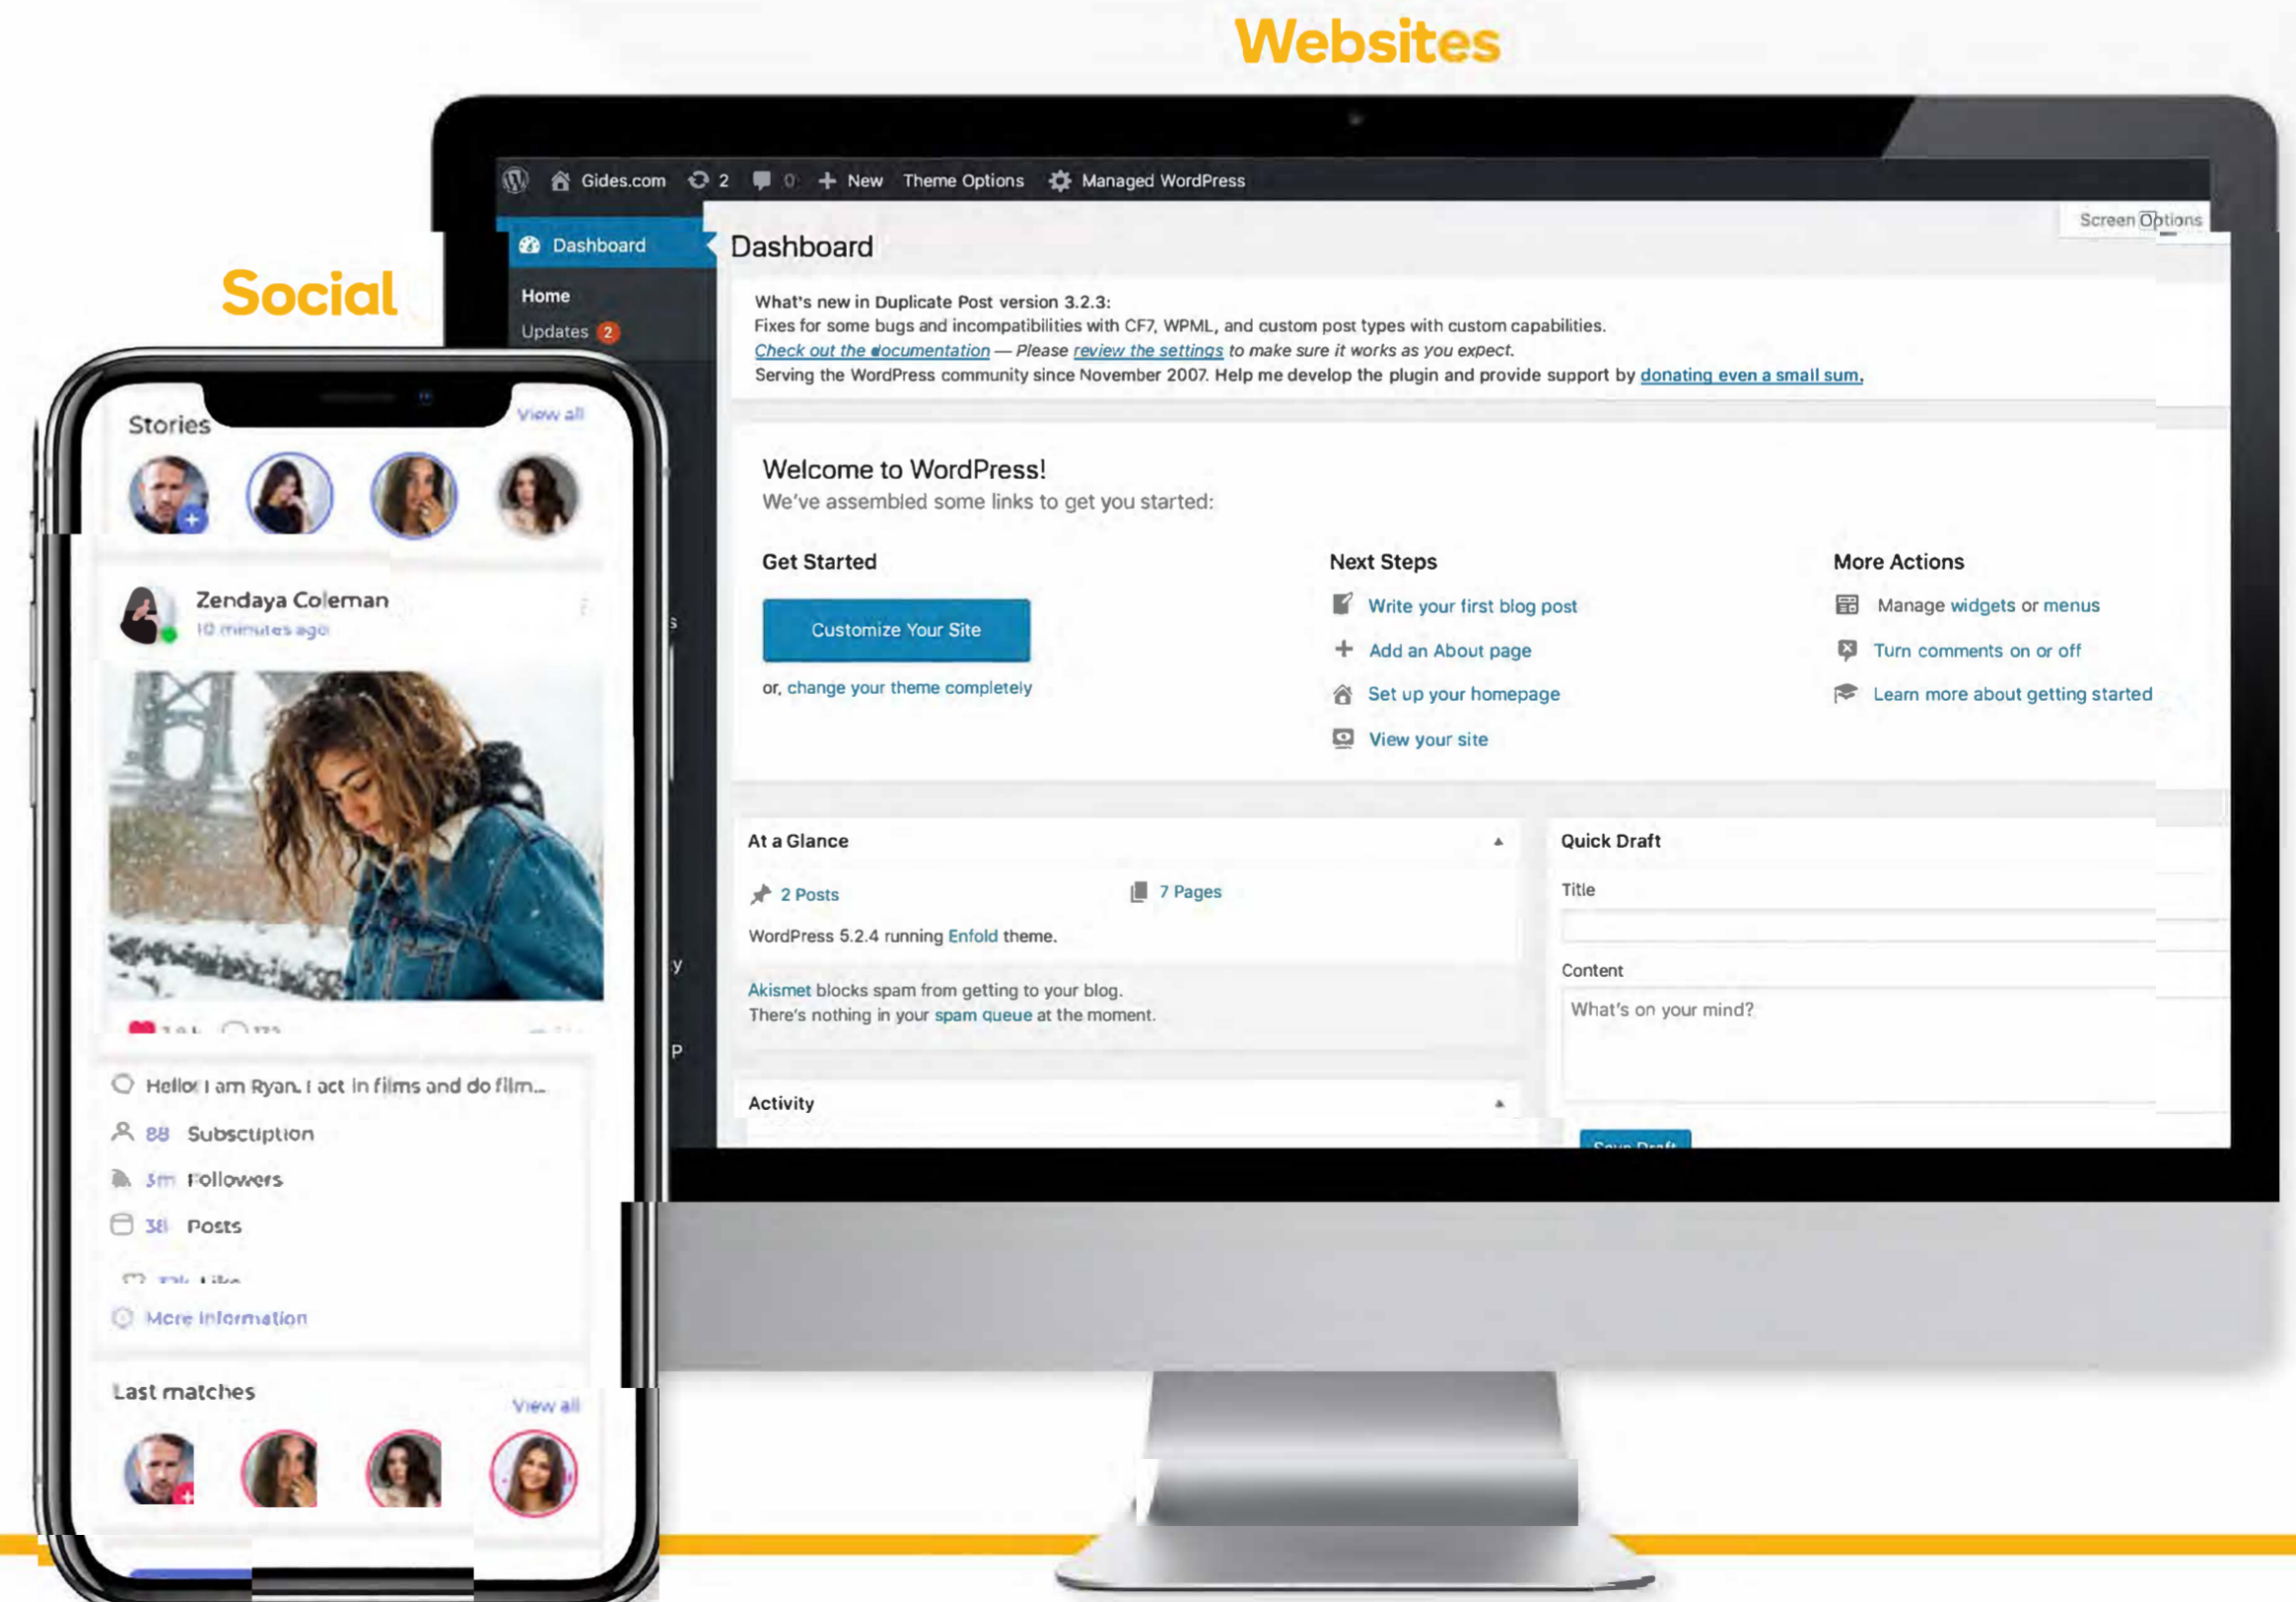 Websites
Social
Gides.com 2 0 New Theme Options Managed WordPress
Screen Options
Dashboard
Home
Updates 2
Dashboard
What's new in Duplicate Post version 3.2.3:
Fixes for some bugs and incompatibilities with CF7, WPML, and custom post types with custom capabilities.
Check out the documentation — Please review the settings to make sure it works as you expect.
Serving the WordPress community since November 2007. Help me develop the plugin and provide support by donating even a small sum.
Welcome to WordPress!
We've assembled some links to get you started:
Get Started
Customize Your Site
or, change your theme completely
Next Steps
Write your first blog post
Add an About page
Set up your homepage
View your site
More Actions
Manage widgets or menus
Turn comments on or off
Learn more about getting started
At a Glance
2 Posts
7 Pages
WordPress 5.2.4 running Enfold theme.
Akismet blocks spam from getting to your blog.
There's nothing in your spam queue at the moment.
Activity
Quick Draft
Title
Content
What's on your mind?
Save Draft
s
y
P
Stories
View all
Zendaya Coleman
10 minutes ago
Hello! I am Ryan. I act in films and do film...
88 Subsctiption
3m Followers
38 Posts
Like
More Information
Last matches
View all